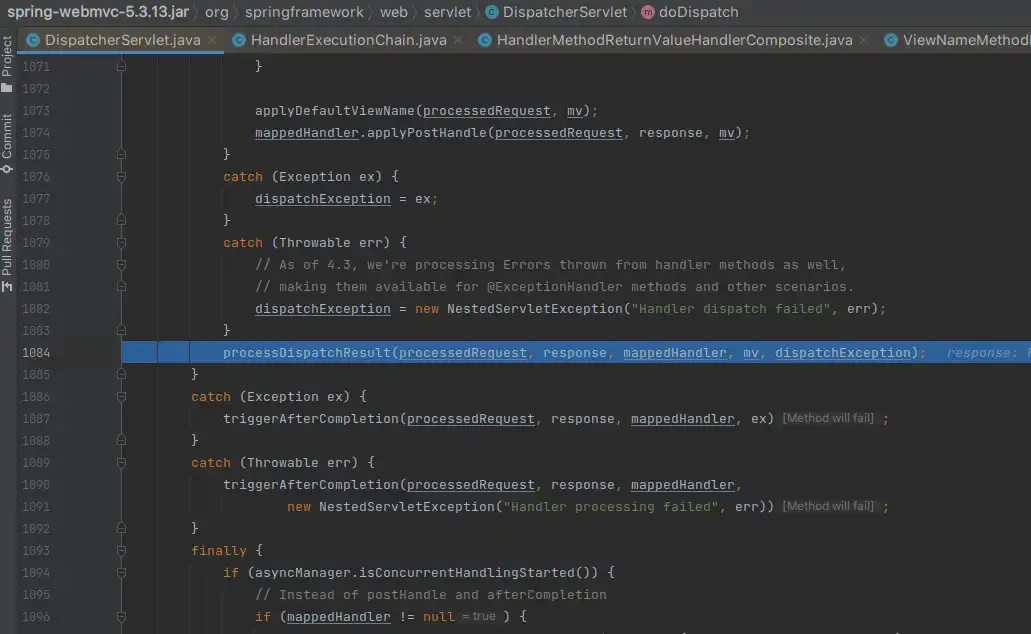 spring-webmvc-5.3.13.jar org springframework web servlet DispatcherServlet doDispatch
DispatcherServlet.java HandlerExecutionChain.java HandlerMethodReturnValueHandlerComposite.java ViewNameMethod
Project
Commit
Pull Requests
1071 }
1072
1073 applyDefaultViewName(processedRequest, mv);
1074 mappedHandler.applyPostHandle(processedRequest, response, mv);
1075 }
1076 catch (Exception ex) {
1077 dispatchException = ex;
1078 }
1079 catch (Throwable err) {
1080 // As of 4.3, we're processing Errors thrown from handler methods as well,
1081 // making them available for @ExceptionHandler methods and other scenarios.
1082 dispatchException = new NestedServletException("Handler dispatch failed", err);
1083 }
1084 processDispatchResult(processedRequest, response, mappedHandler, mv, dispatchException); response:
1085 }
1086 catch (Exception ex) {
1087 triggerAfterCompletion(processedRequest, response, mappedHandler, ex) [Method will fail] ;
1088 }
1089 catch (Throwable err) {
1090 triggerAfterCompletion(processedRequest, response, mappedHandler,
1091 new NestedServletException("Handler processing failed", err)) [Method will fail] ;
1092 }
1093 finally {
1094 if (asyncManager.isConcurrentHandlingStarted()) {
1095 // Instead of postHandle and afterCompletion
1096 if (mappedHandler != null = true ) {